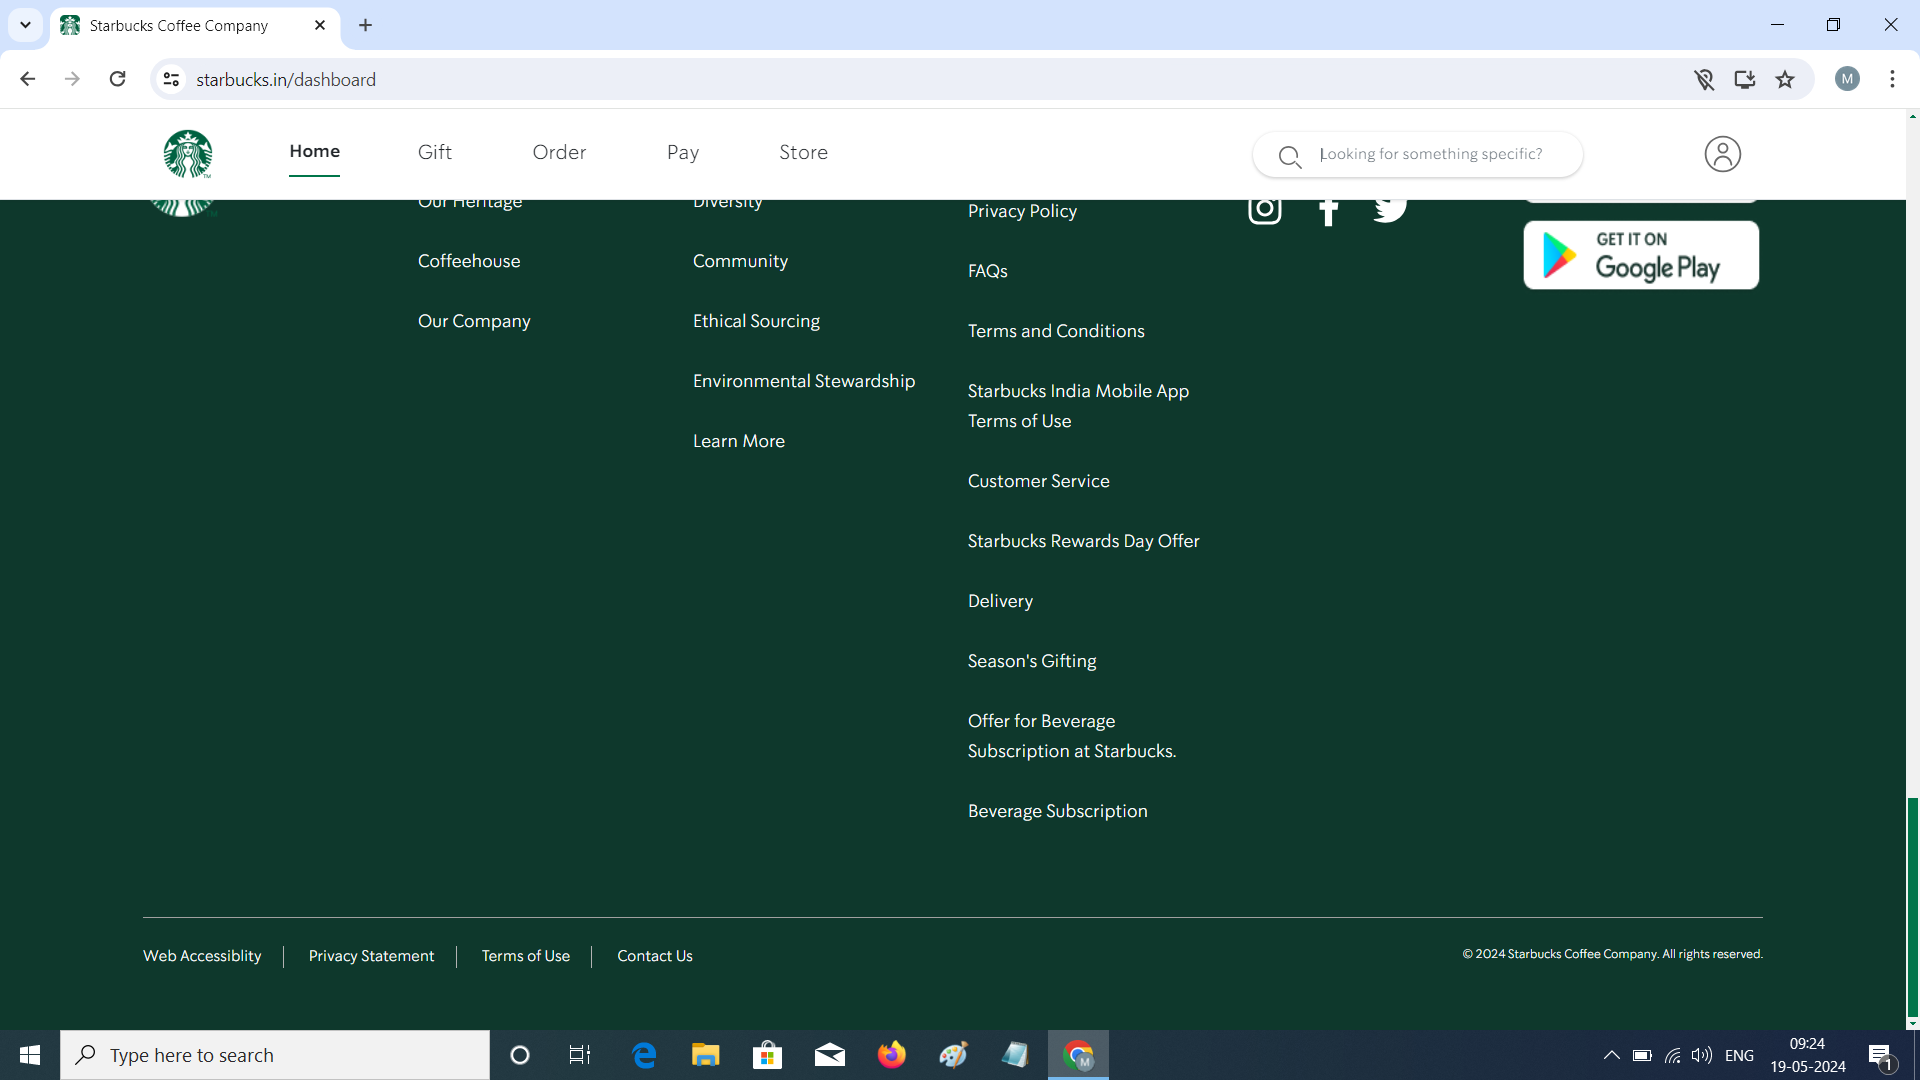 Starbucks Coffee Company
starbucks.in/dashboard
M
Home
Gift
Order
Pay
Store
Looking for something specific?
Our Heritage
Coffeehouse
Our Company
Diversity
Community
Ethical Sourcing
Environmental Stewardship
Learn More
Privacy Policy
FAQs
Terms and Conditions
Starbucks India Mobile App
Terms of Use
Customer Service
Starbucks Rewards Day Offer
Delivery
Season's Gifting
Offer for Beverage
Subscription at Starbucks.
Beverage Subscription
GET IT ON
Google Play
Web Accessiblity
Privacy Statement
Terms of Use
Contact Us
© 2024 Starbucks Coffee Company. All rights reserved.
Type here to search
M
ENG
09:24
19-05-2024
1